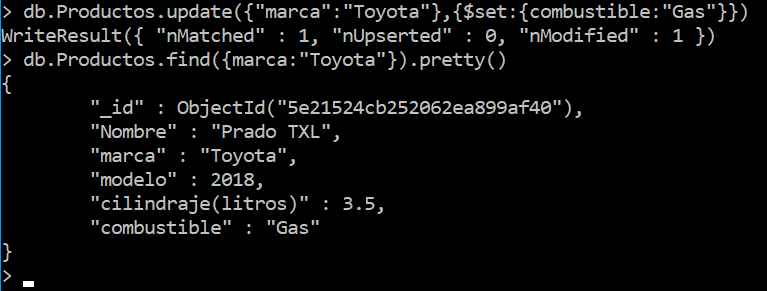 > db.Productos.update({"marca":"Toyota"},{$set:{combustible:"Gas"}})
WriteResult({ "nMatched" : 1, "nUpserted" : 0, "nModified" : 1 })
> db.Productos.find({marca:"Toyota"}).pretty()
{
        "_id" : ObjectId("5e21524cb252062ea899af40"),
        "Nombre" : "Prado TXL",
        "marca" : "Toyota",
        "modelo" : 2018,
        "cilindraje(litros)" : 3.5,
        "combustible" : "Gas"
}
>